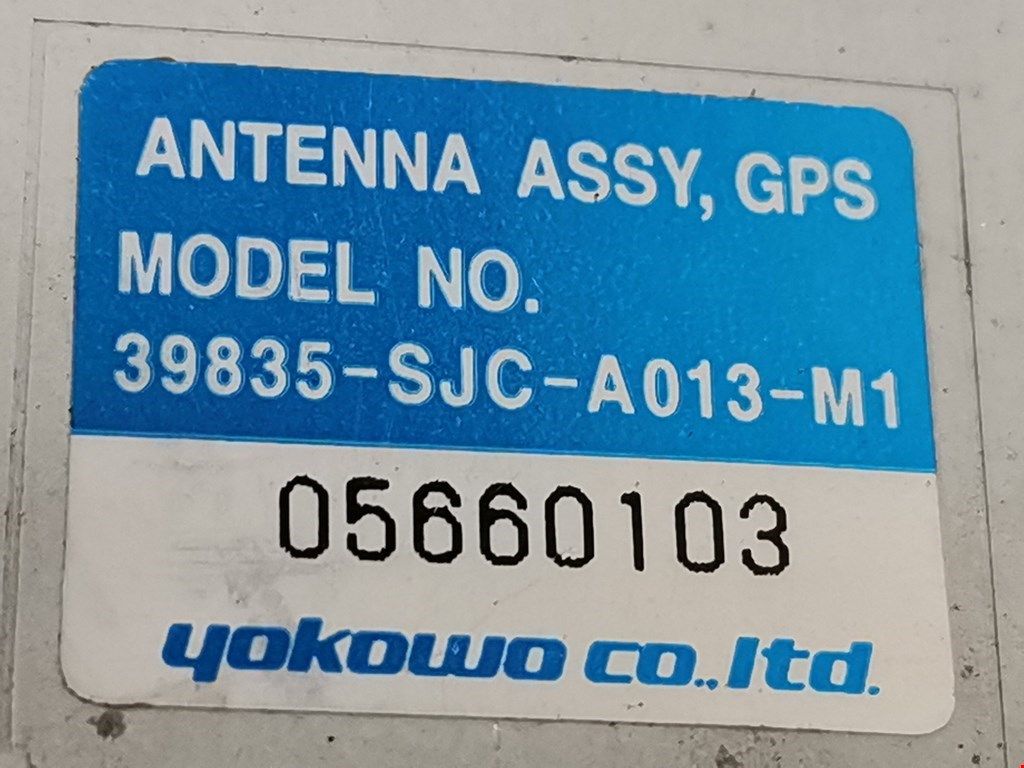 ANTENNA ASSY, GPS
MODEL NO.
39835-SJC-A013-M1
05660103
yokowo co.,ltd.